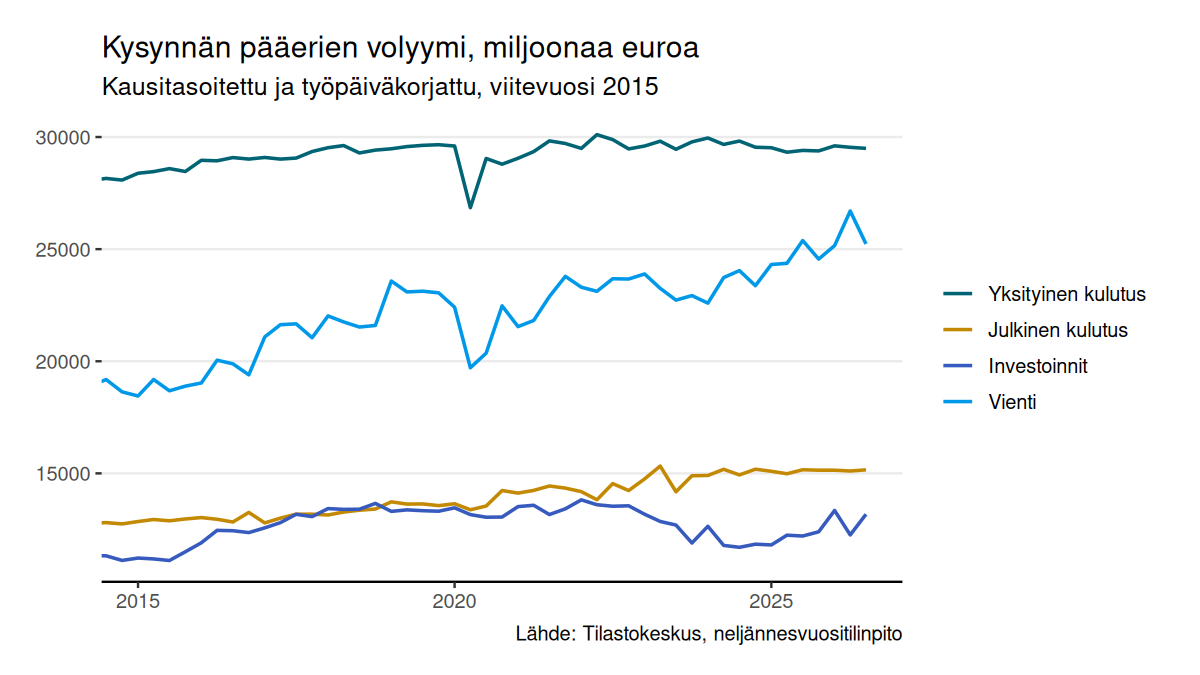 Kysynnän pääerien volyymi, miljoonaa euroa
Kausitasoitettu ja työpäiväkorjattu, viitevuosi 2015
30000
25000
20000
15000
2015
2020
2025
Yksityinen kulutus
Julkinen kulutus
Investoinnit
Vienti
Lähde: Tilastokeskus, neljännesvuositilinpito